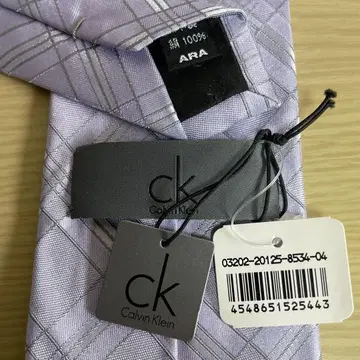 絹 100%
ARA
ck
Calvin Klein
ck
Calvin Klein
03202-20125-8534-04
4548651525443